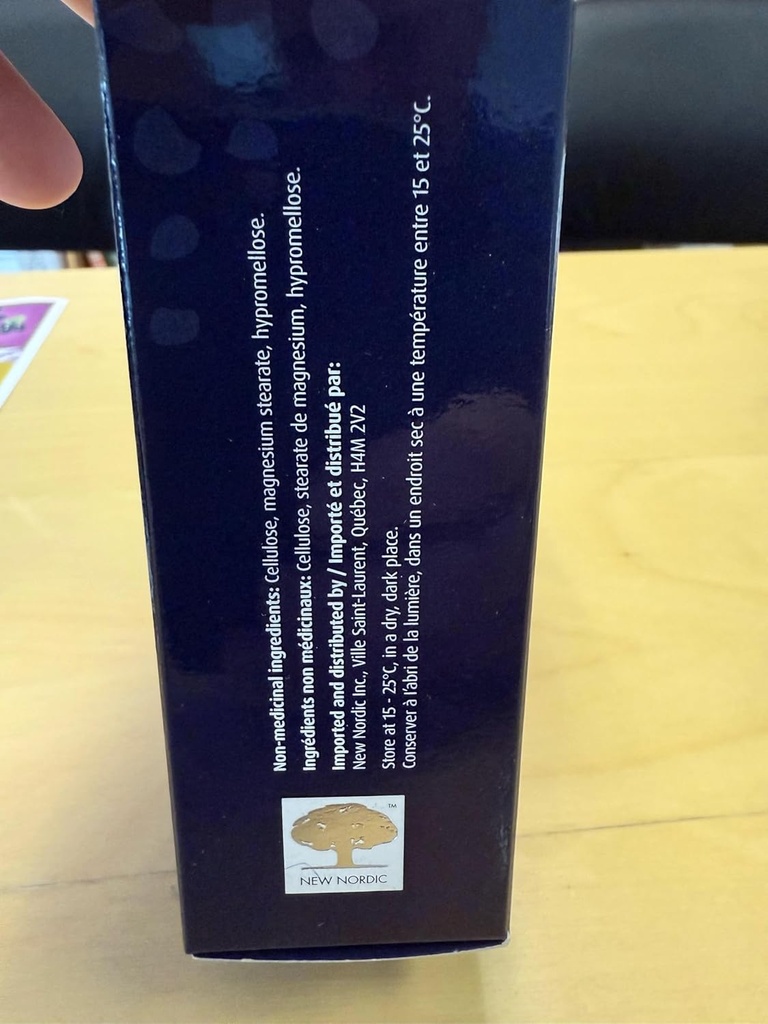 Non-medicinal ingredients: Cellulose, magnesium stearate, hypromellose.
Ingrédients non médicinaux: Cellulose, stearate de magnesium, hypromellose.
Imported and distributed by / Importé et distribué par:
New Nordic Inc., Ville Saint-Laurent, Québec, H4M 2V2
Store at 15 - 25°C, in a dry, dark place.
Conserver à l'abri de la lumière, dans un endroit sec à une température entre 15 et 25°C.
TM
NEW NORDIC